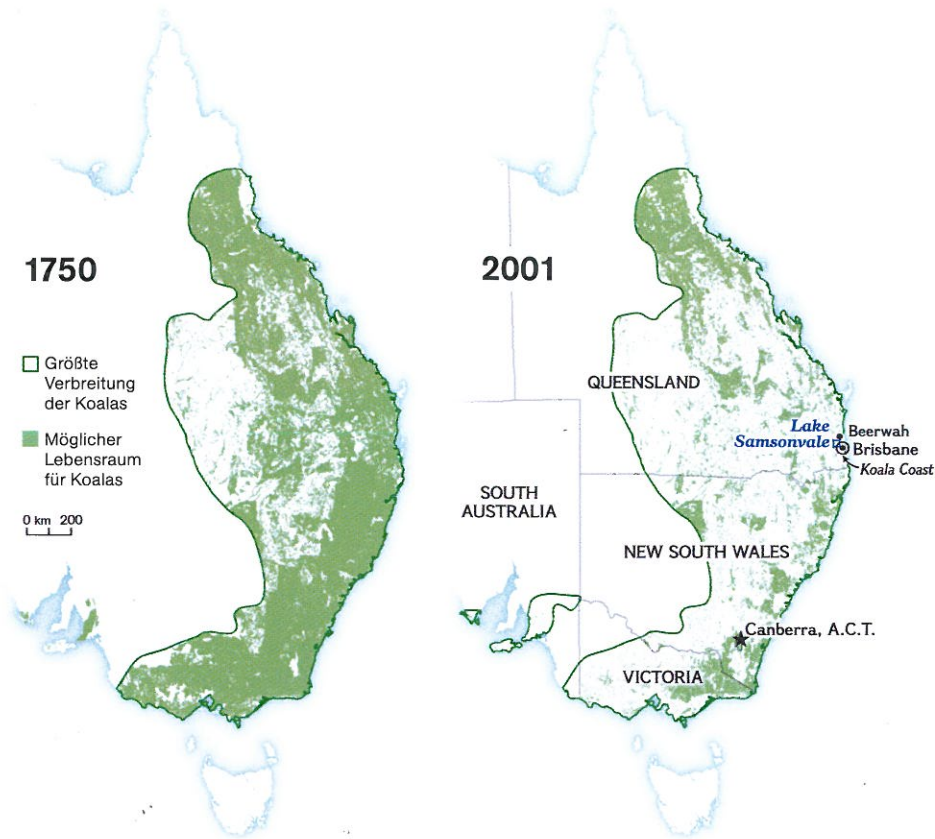 1750
Größte
Verbreitung
der Koalas
Möglicher
Lebensraum
für Koalas
0 km 200
2001
QUEENSLAND
Lake
Samsonvale
Beerwah
Brisbane
Koala Coast
SOUTH
AUSTRALIA
NEW SOUTH WALES
Canberra, A.C.T.
VICTORIA